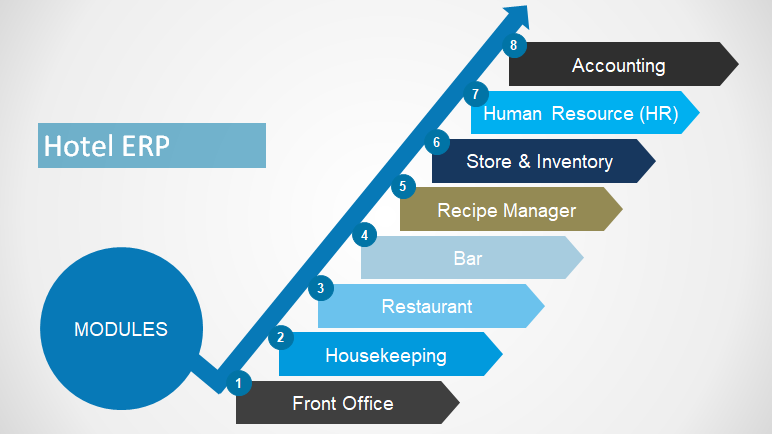 Hotel ERP
MODULES
8
Accounting
7
Human Resource (HR)
6
Store & Inventory
5
Recipe Manager
4
Bar
3
Restaurant
2
Housekeeping
1
Front Office